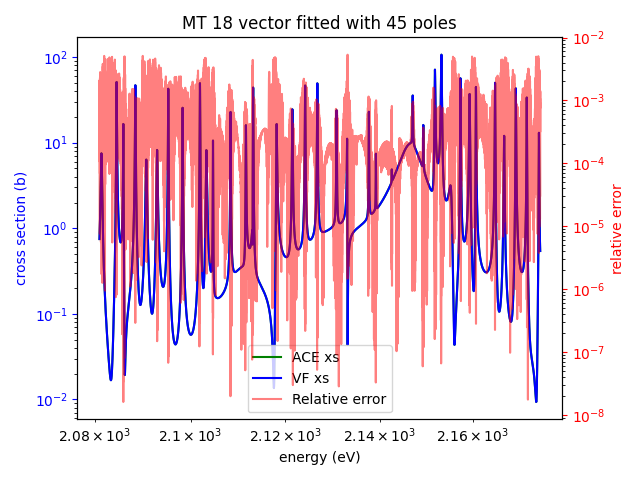 MT 18 vector fitted with 45 poles
cross section (b)
10²
10¹
10⁰
10⁻¹
10⁻²
10⁻²
10⁻³
10⁻⁴
10⁻⁵
10⁻⁶
10⁻⁷
10⁻⁸
relative error
ACE xs
VF xs
Relative error
2.08 × 10³ 2.1 × 10³ 2.12 × 10³ 2.14 × 10³ 2.16 × 10³
energy (eV)